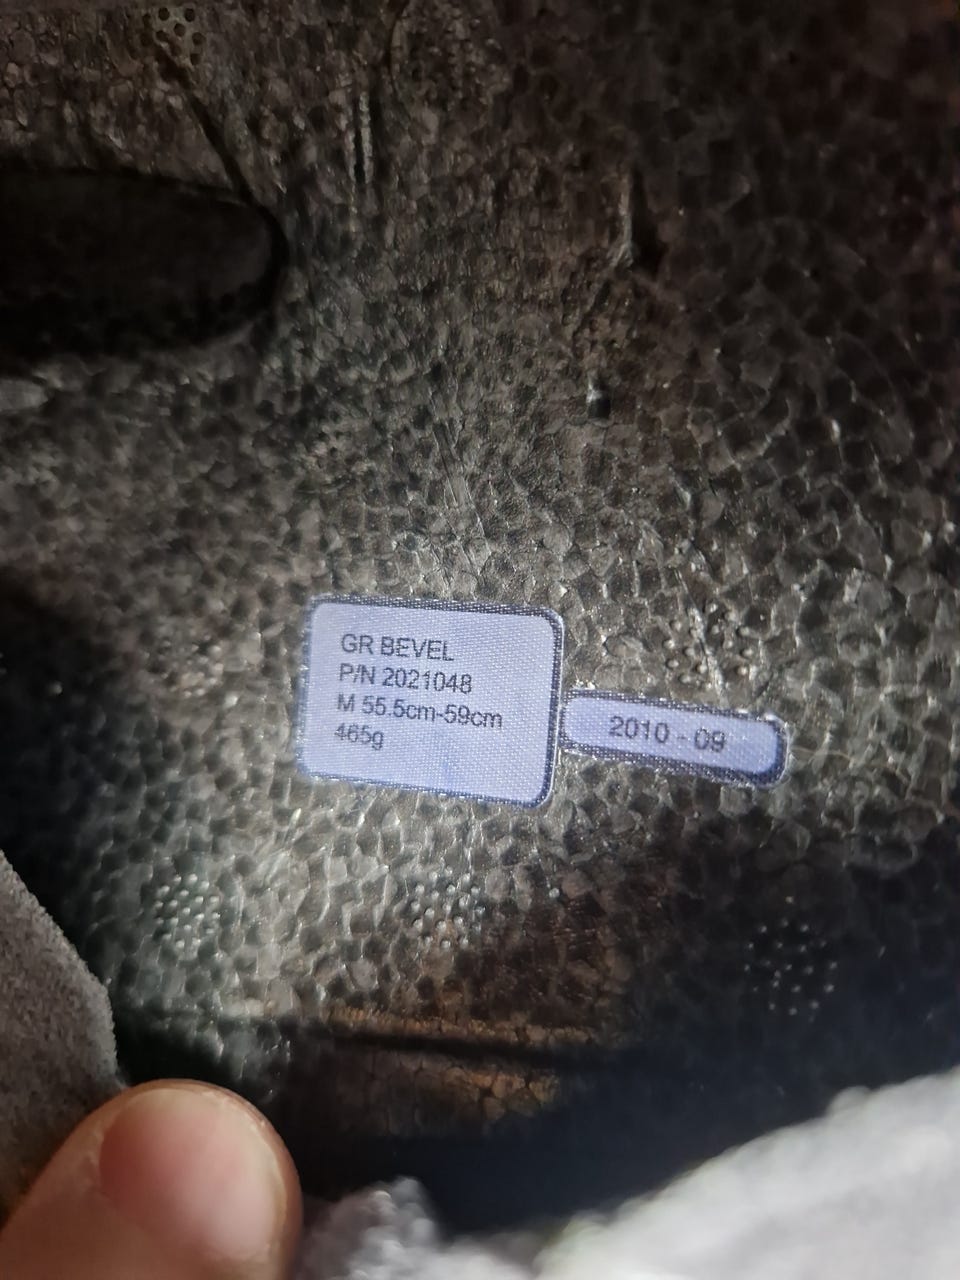 GR BEVEL
P/N 2021048
M 55.5cm-59cm
465g
2010 - 09